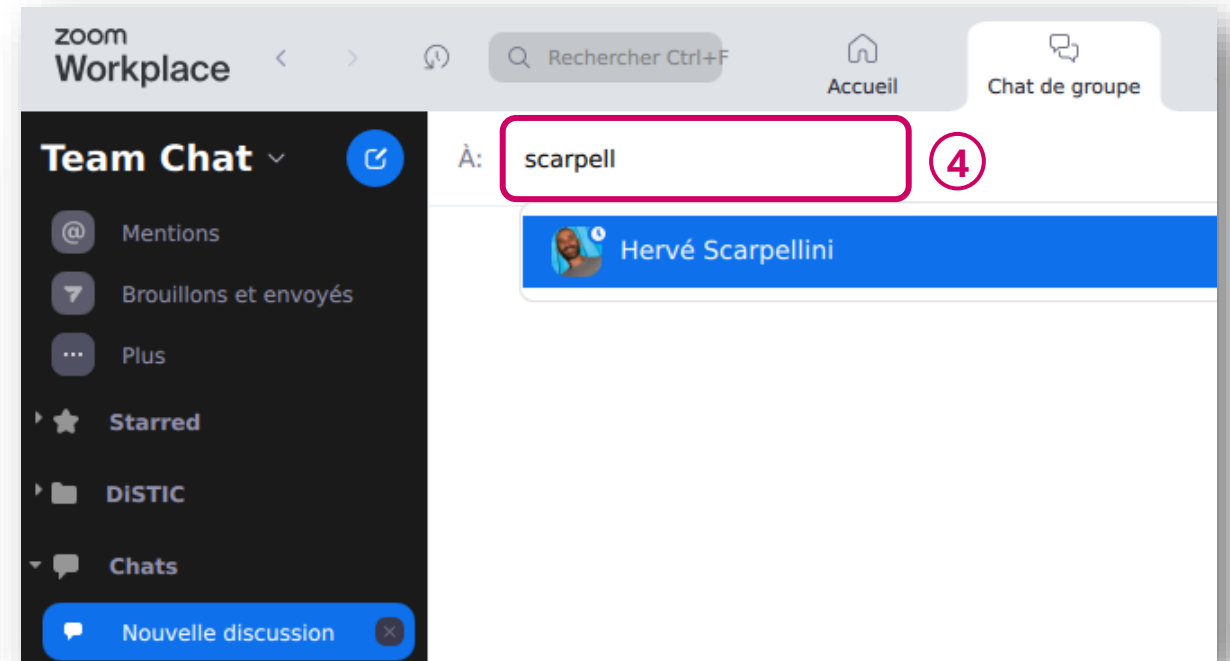 zoom
Workplace
Rechercher Ctrl+F
Accueil
Chat de groupe
Team Chat
À:
scarpell
4
@
Mentions
Hervé Scarpellini
Brouillons et envoyés
Plus
Starred
DiSTIC
Chats
Nouvelle discussion